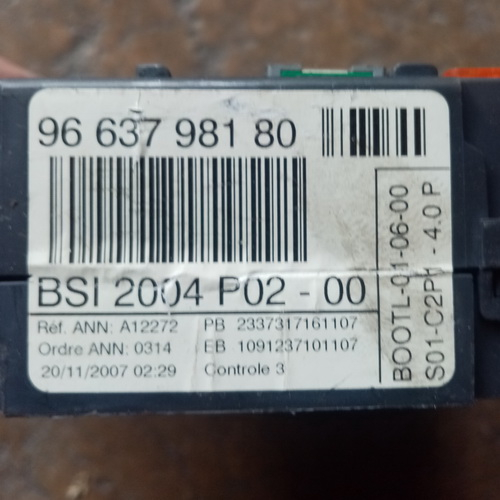 96 637 981 80
BSI 2004 P02 - 00
Réf. ANN: A12272 PB 2337317161107
Ordre ANN: 0314 EB 1091237101107
20/11/2007 02:29 Controle 3
BOOTL-01-06-00
S01-C2P1 - 4.0 P